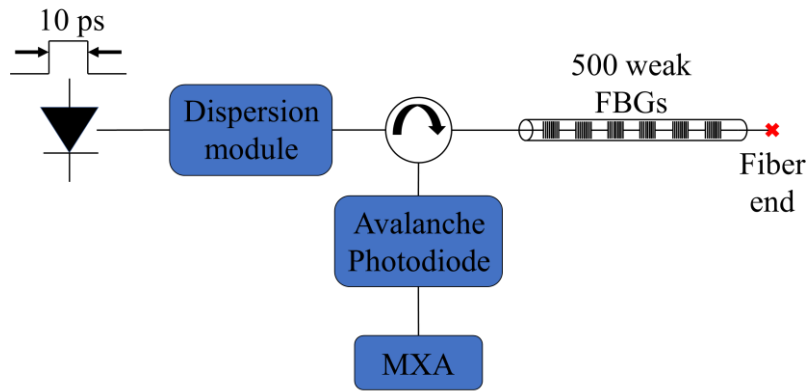 10 ps
500 weak
FBGs
Dispersion
module
Fiber
end
Avalanche
Photodiode
MXA